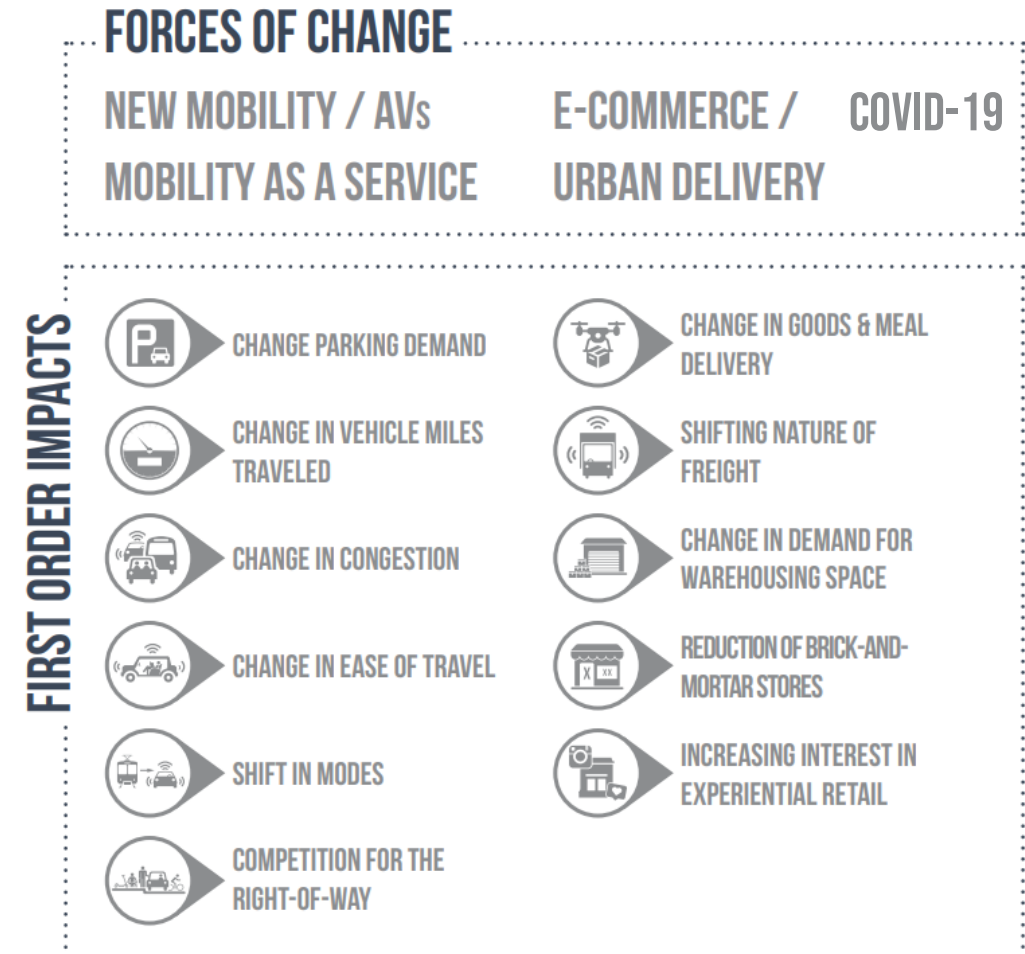 FORCES OF CHANGE
NEW MOBILITY / AVs
MOBILITY AS A SERVICE
E-COMMERCE /
URBAN DELIVERY
COVID-19
FIRST ORDER IMPACTS
P
CHANGE PARKING DEMAND
CHANGE IN VEHICLE MILES
TRAVELED
CHANGE IN CONGESTION
CHANGE IN EASE OF TRAVEL
SHIFT IN MODES
COMPETITION FOR THE
RIGHT-OF-WAY
CHANGE IN GOODS & MEAL
DELIVERY
SHIFTING NATURE OF
FREIGHT
CHANGE IN DEMAND FOR
WAREHOUSING SPACE
X XX
REDUCTION OF BRICK-AND-
MORTAR STORES
INCREASING INTEREST IN
EXPERIENTIAL RETAIL